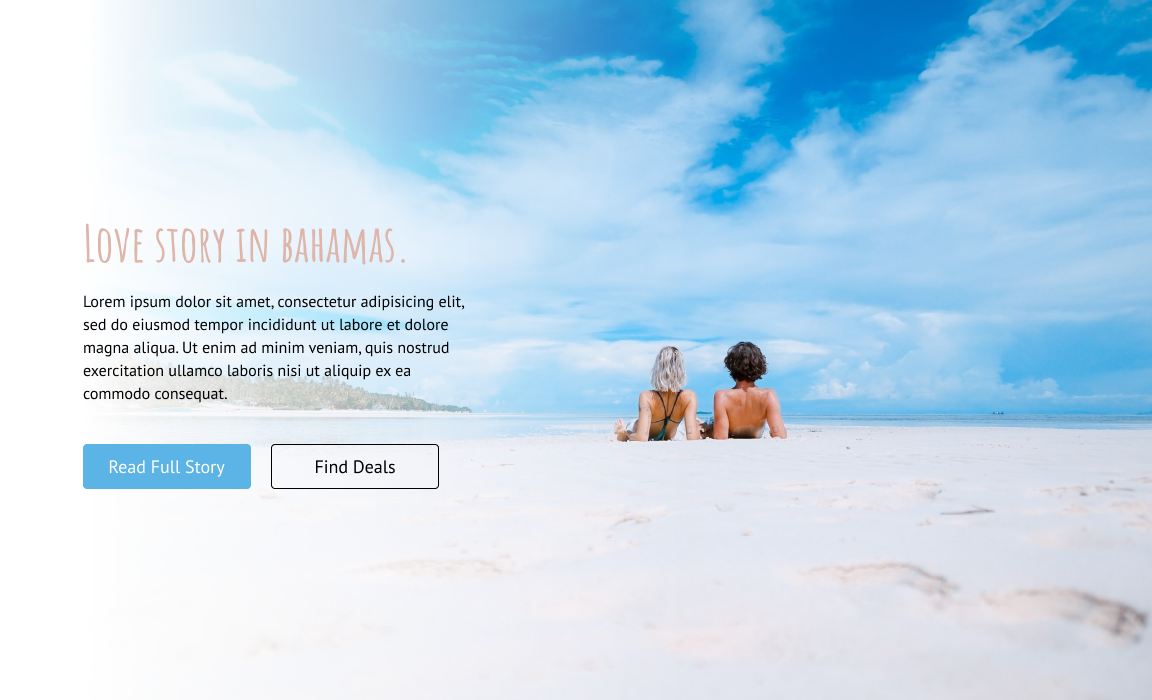 Love story in Bahamas.
Lorem ipsum dolor sit amet, consectetur adipisicing elit,
sed do eiusmod tempor incididunt ut labore et dolore
magna aliqua. Ut enim ad minim veniam, quis nostrud
exercitation ullamco laboris nisi ut aliquip ex ea
commodo consequat.
Read Full Story
Find Deals